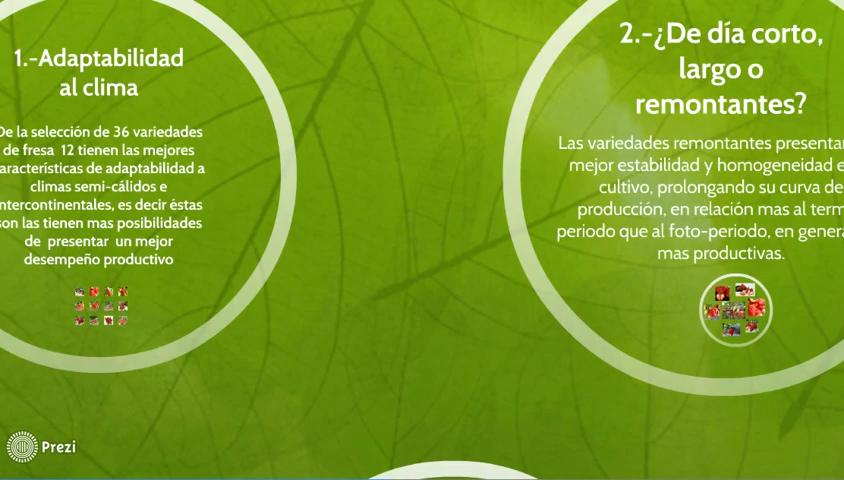 1.-Adaptabilidad
al clima
De la selección de 36 variedades
de fresa 12 tienen las mejores
aracterísticas de adaptabilidad a
climas semi-cálidos e
ntercontinentales, es decir éstas
son las tienen mas posibilidades
de presentar un mejor
desempeño productivo
2.-¿De día corto,
largo o
remontantes?
Las variedades remontantes presentan
mejor estabilidad y homogeneidad e
cultivo, prolongando su curva de
producción, en relación mas al term
periodo que al foto-periodo, en genera
mas productivas.
Prezi